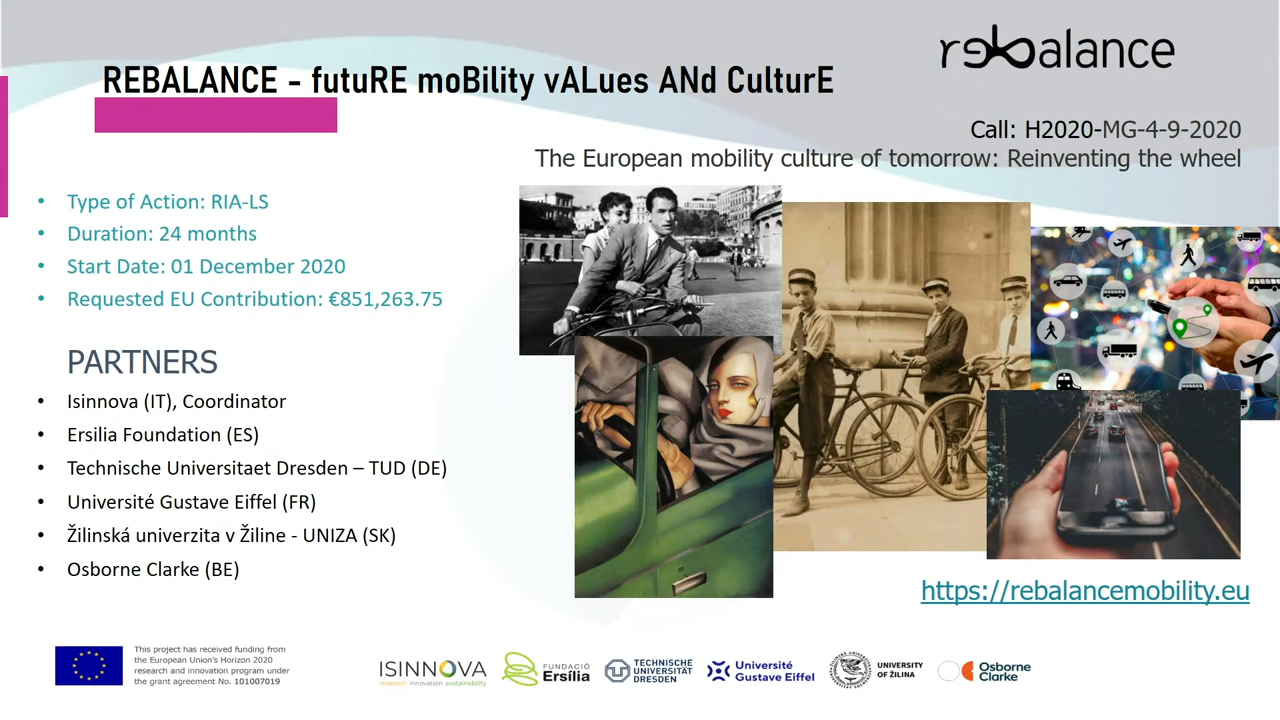 rebalance
REBALANCE - futuRE moBility vALues ANd CulturE
Call: H2020-MG-4-9-2020
The European mobility culture of tomorrow: Reinventing the wheel
• Type of Action: RIA-LS
• Duration: 24 months
• Start Date: 01 December 2020
• Requested EU Contribution: €851,263.75
PARTNERS
• Isinnova (IT), Coordinator
• Ersilia Foundation (ES)
• Technische Universitaet Dresden – TUD (DE)
• Université Gustave Eiffel (FR)
• Žilinská univerzita v Žiline - UNIZA (SK)
• Osborne Clarke (BE)
https://rebalancemobility.eu
This project has received funding from
the European Union's Horizon 2020
research and innovation program under
the grant agreement No. 101007019
ISINNOVA
research innovation sustainability
FUNDACIÓ
Ersília
TECHNISCHE
UNIVERSITÄT
DRESDEN
Université
Gustave Eiffel
UNIVERSITY
OF ŽILINA
Osborne
Clarke